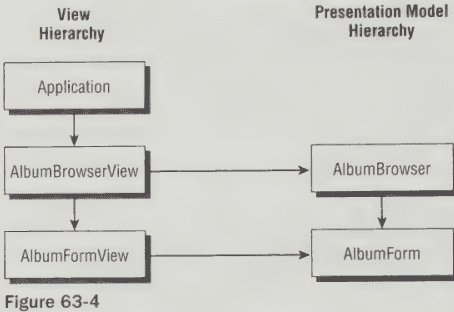 View
Hierarchy
Presentation Model
Hierarchy
Application
AlbumBrowserView
AlbumBrowser
AlbumFormView
AlbumForm
Figure 63-4